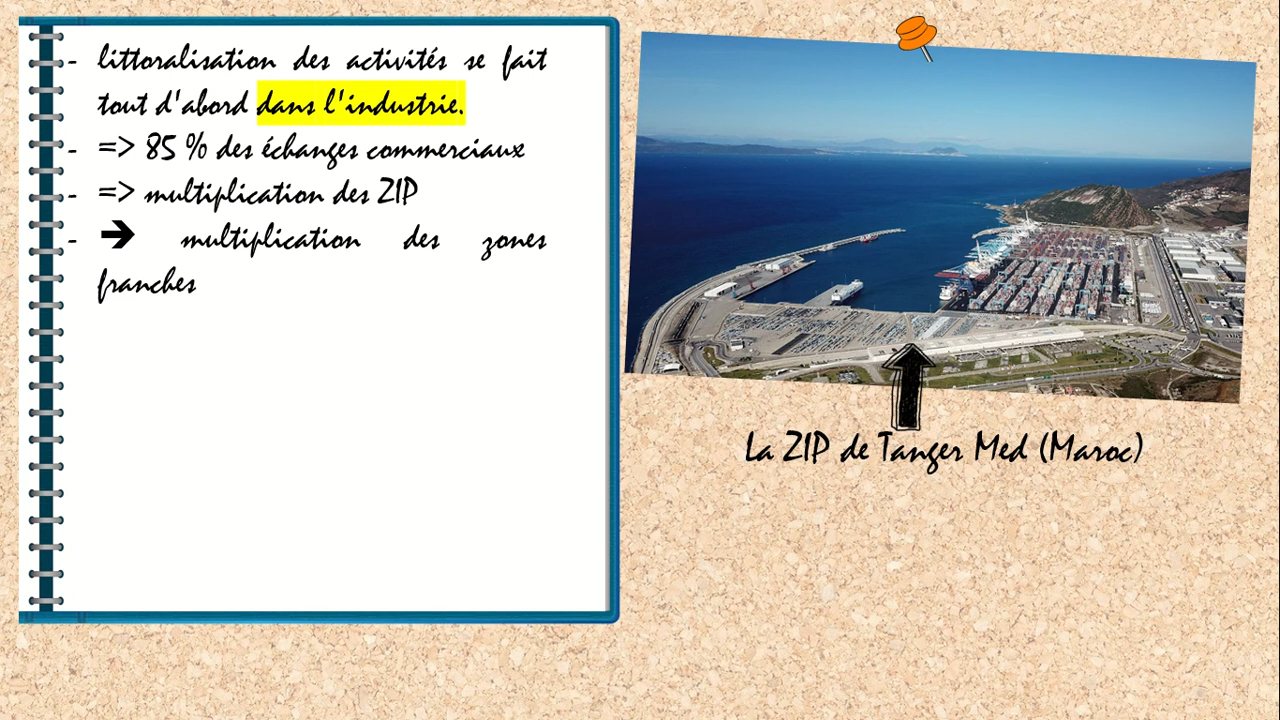 - littoralisation des activités se fait
tout d'abord dans l'industrie.
- => 85 % des échanges commerciaux
- => multiplication des ZIP
- ➔ multiplication des zones
franches
La ZIP de Tanger Med (Maroc)